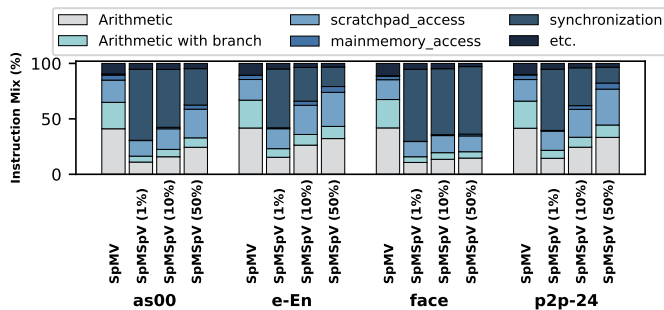 Arithmetic
scratchpad_access
synchronization
Arithmetic with branch
mainmemory_access
etc.
Instruction Mix (%)
100
50
0
SpMV
SpMSpV (1%)
SpMSpV (10%)
SpMSpV (50%)
SpMV
SpMSpV (1%)
SpMSpV (10%)
SpMSpV (50%)
SpMV
SpMSpV (1%)
SpMSpV (10%)
SpMSpV (50%)
SpMV
SpMSpV (1%)
SpMSpV (10%)
SpMSpV (50%)
as00
e-En
face
p2p-24